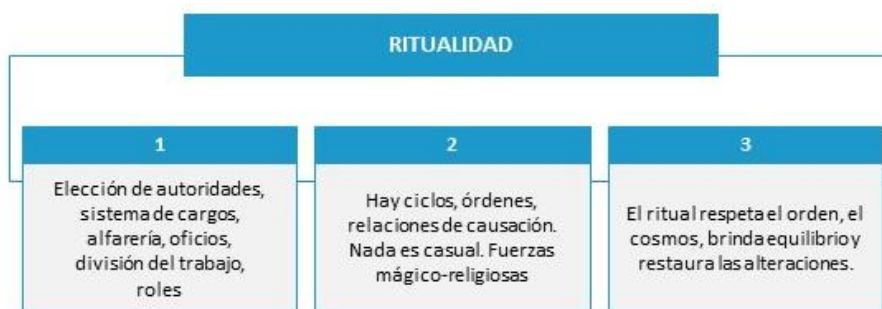 RITUALIDAD
1
Elección de autoridades,
sistema de cargos,
alfarería, oficios,
división del trabajo,
roles
2
Hay ciclos, órdenes,
relaciones de causación.
Nada es casual. Fuerzas
mágico-religiosas
3
El ritual respeta el orden, el
cosmos, brinda equilibrio y
restaura las alteraciones.